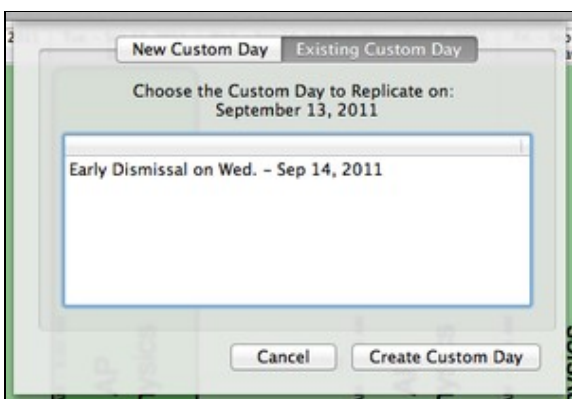 New Custom Day Existing Custom Day
Choose the Custom Day to Replicate on:
September 13, 2011
Early Dismissal on Wed. – Sep 14, 2011
AP
Cancel Create Custom Day